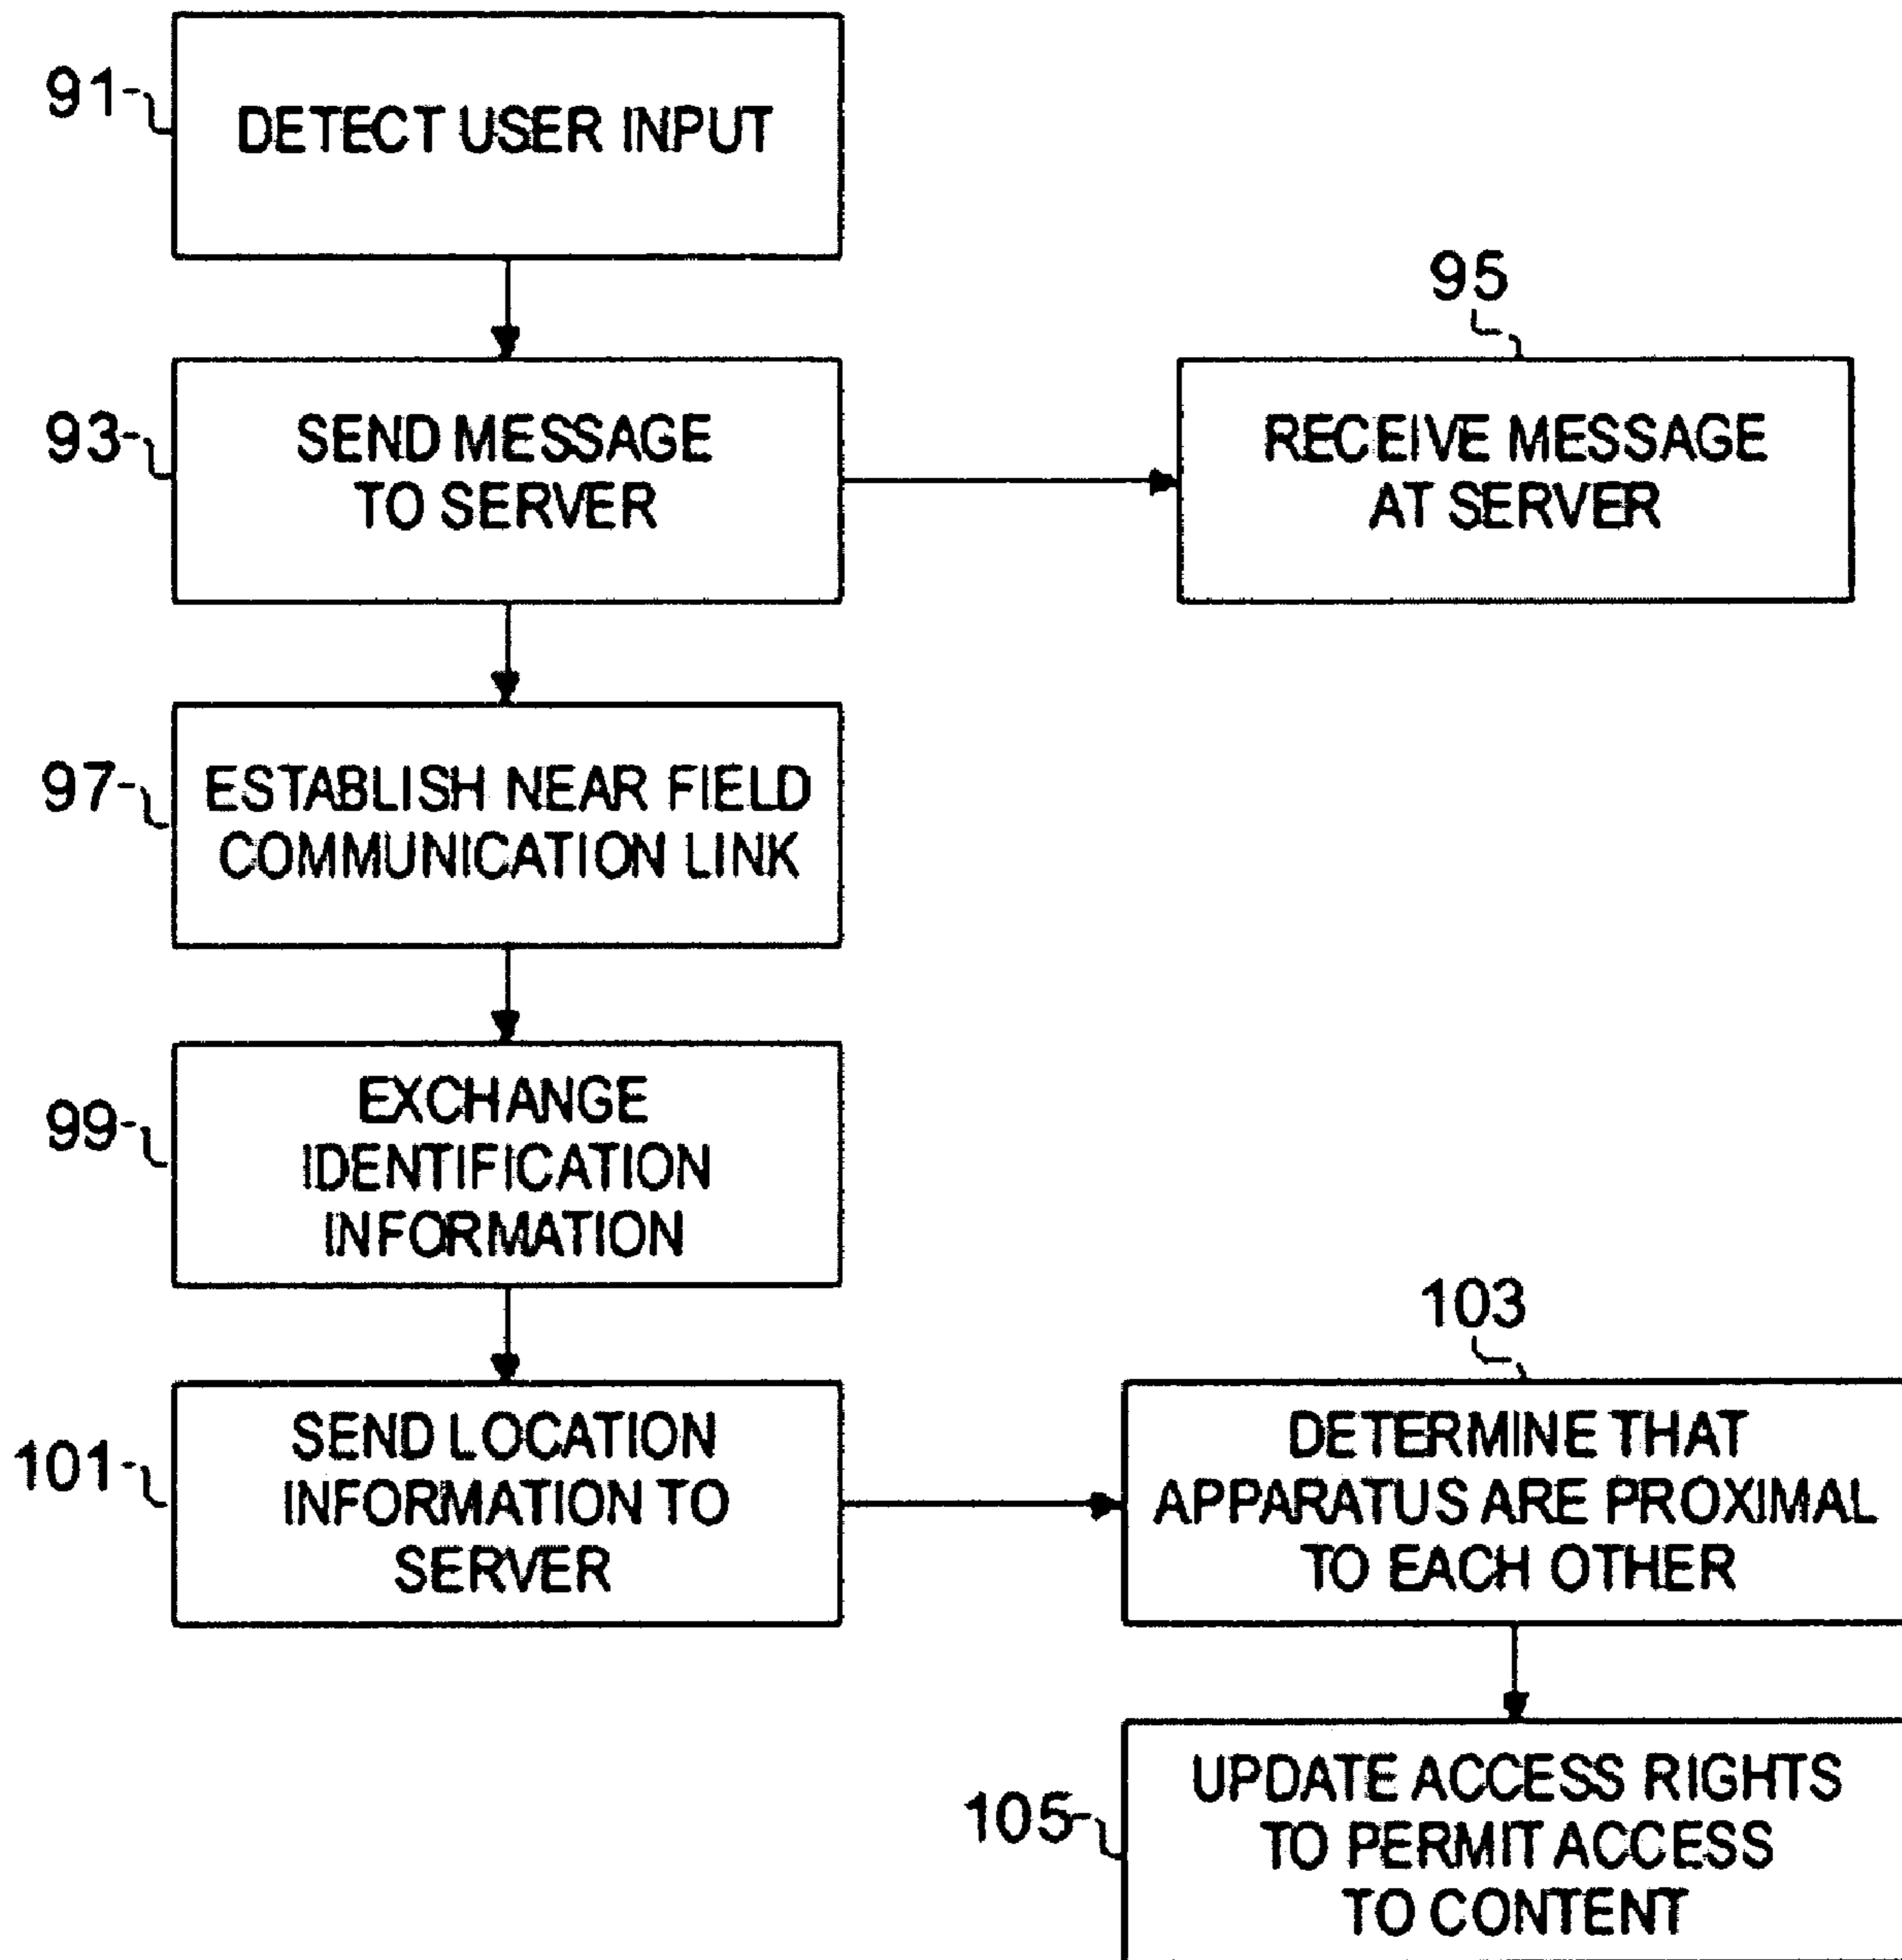 91
DETECT USER INPUT
93
SEND MESSAGE
TO SERVER
95
RECEIVE MESSAGE
AT SERVER
97
ESTABLISH NEAR FIELD
COMMUNICATION LINK
99
EXCHANGE
IDENTIFICATION
INFORMATION
101
SEND LOCATION
INFORMATION TO
SERVER
103
DETERMINE THAT
APPARATUS ARE PROXIMAL
TO EACH OTHER
105
UPDATE ACCESS RIGHTS
TO PERMIT ACCESS
TO CONTENT